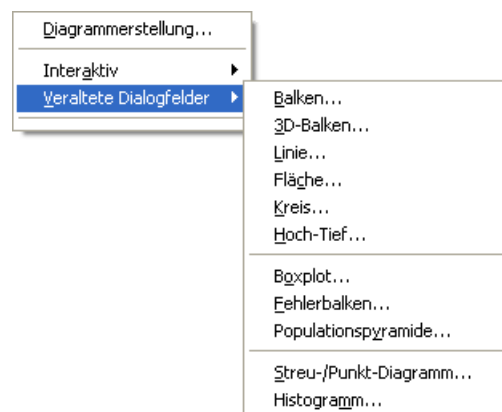 Diagrammerstellung...
Interaktiv
Veraltete Dialogfelder
Balken...
3D-Balken...
Linie...
Fläche...
Kreis...
Hoch-Tief...
Boxplot...
Fehlerbalken...
Populationspyramide...
Streu-/Punkt-Diagramm...
Histogramm...